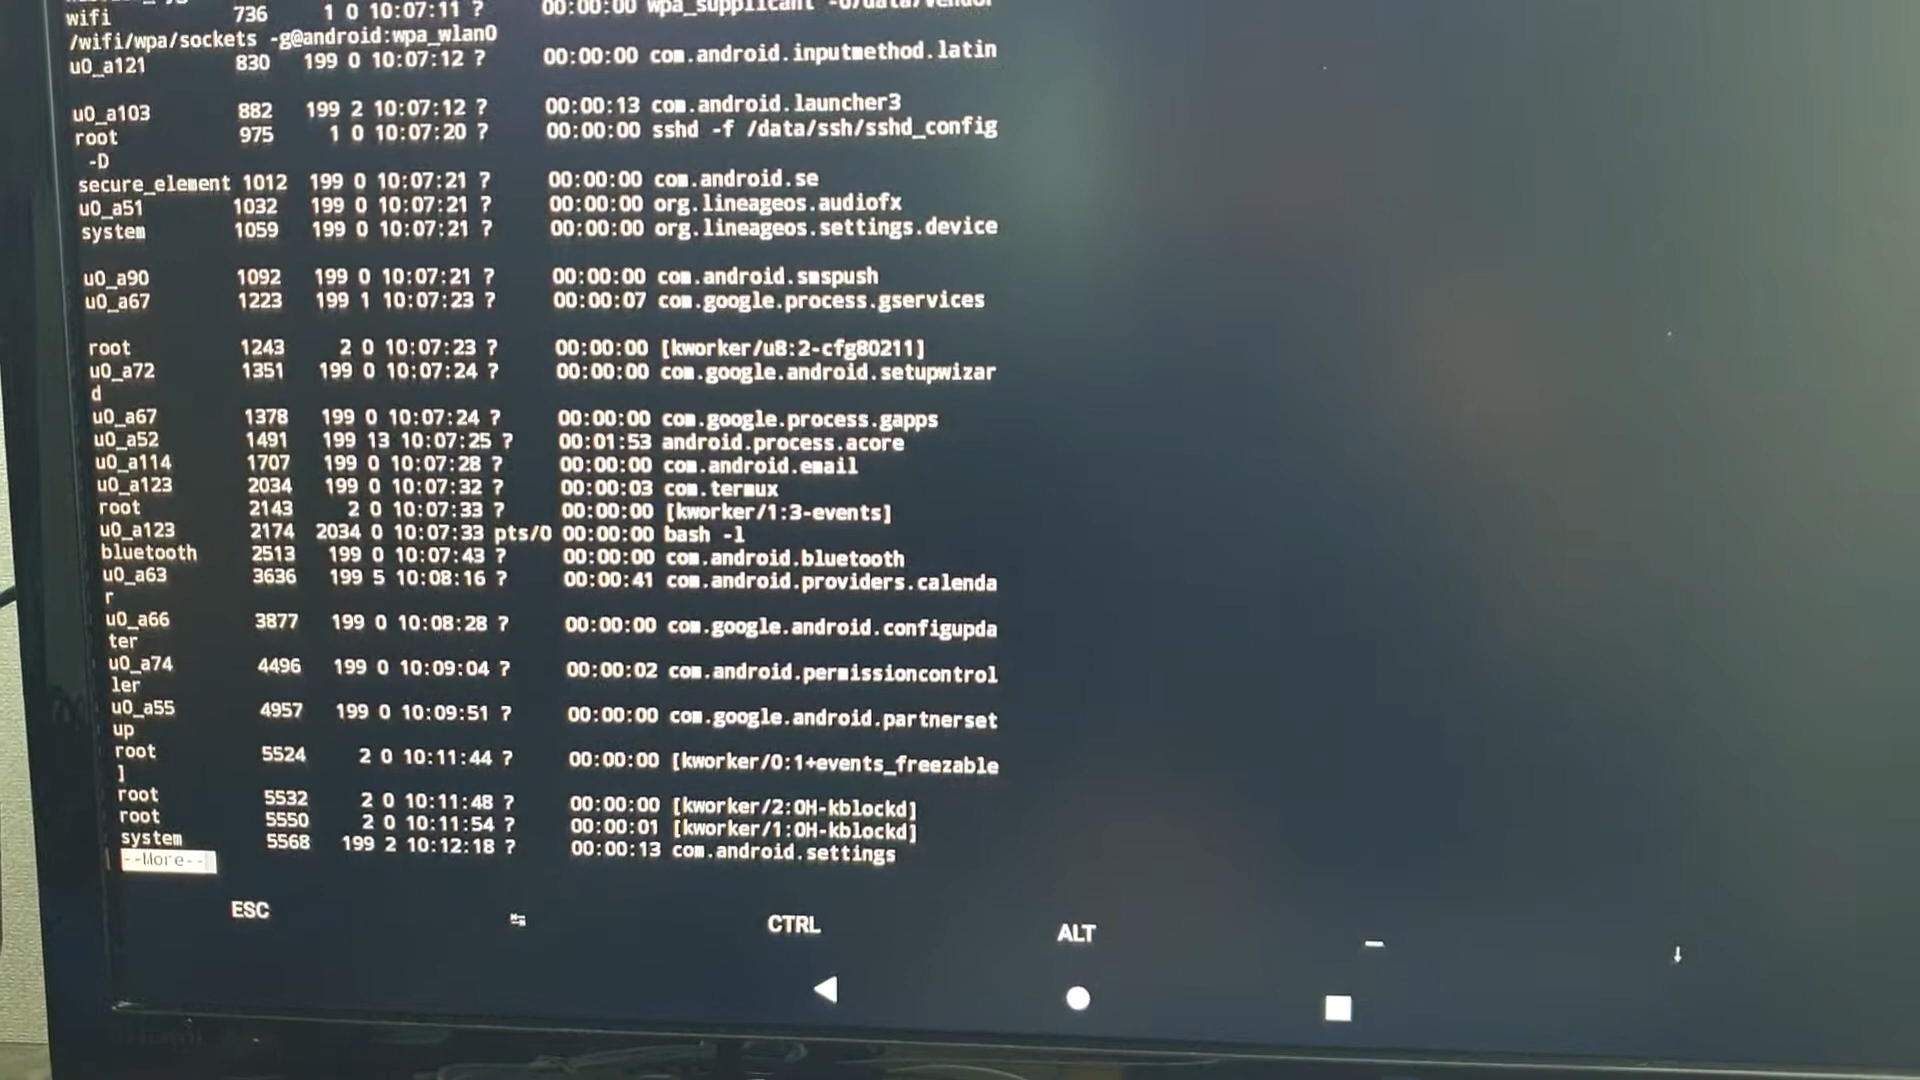 wifi 736 1 0 10:07:11 ? 00:00:00 wpa_supplicant
/wifi/wpa/sockets -g@android:wpa_wlan0
u0_a121 830 199 0 10:07:12 ? 00:00:00 com.android.inputmethod.latin
u0_a103 882 199 2 10:07:12 ? 00:00:13 com.android.launcher3
root 975 1 0 10:07:20 ? 00:00:00 sshd -f /data/ssh/sshd_config
-D
secure_element 1012 199 0 10:07:21 ? 00:00:00 com.android.se
u0_a51 1032 199 0 10:07:21 ? 00:00:00 org.lineageos.audiofx
system 1059 199 0 10:07:21 ? 00:00:00 org.lineageos.settings.device
u0_a90 1092 199 0 10:07:21 ? 00:00:00 com.android.smspush
u0_a67 1223 199 1 10:07:23 ? 00:00:07 com.google.process.gservices
root 1243 2 0 10:07:23 ? 00:00:00 [kworker/u8:2-cfg80211]
u0_a72 1351 199 0 10:07:24 ? 00:00:00 com.google.android.setupwizar
d
u0_a67 1378 199 0 10:07:24 ? 00:00:00 com.google.process.gapps
u0_a52 1491 199 13 10:07:25 ? 00:01:53 android.process.acore
u0_a114 1707 199 0 10:07:28 ? 00:00:00 com.android.email
u0_a123 2034 199 0 10:07:32 ? 00:00:03 com.termux
root 2143 2 0 10:07:33 ? 00:00:00 [kworker/1:3-events]
u0_a123 2174 2034 0 10:07:33 pts/0 00:00:00 bash -l
bluetooth 2513 199 0 10:07:43 ? 00:00:00 com.android.bluetooth
u0_a63 3636 199 5 10:08:16 ? 00:00:41 com.android.providers.calenda
r
u0_a66 3877 199 0 10:08:28 ? 00:00:00 com.google.android.configupda
ter
u0_a74 4496 199 0 10:09:04 ? 00:00:02 com.android.permissioncontrol
ler
u0_a55 4957 199 0 10:09:51 ? 00:00:00 com.google.android.partnerset
up
root 5524 2 0 10:11:44 ? 00:00:00 [kworker/0:1+events_freezable
]
root 5532 2 0 10:11:48 ? 00:00:00 [kworker/2:0H-kblockd]
root 5550 2 0 10:11:54 ? 00:00:01 [kworker/1:0H-kblockd]
system 5568 199 2 10:12:18 ? 00:00:13 com.android.settings
--More--
ESC ↹ CTRL ALT – ↓